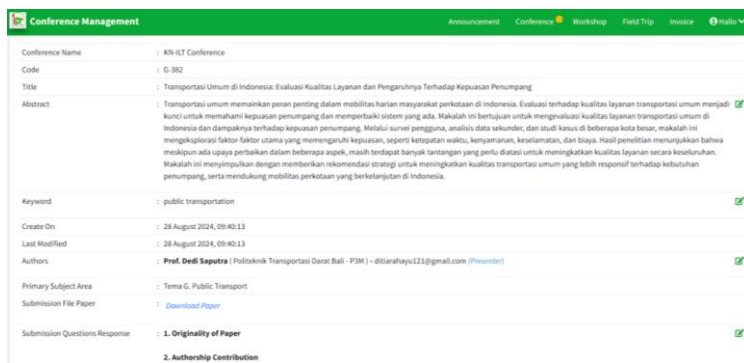 Conference Management
Announcement Conference Workshop Field Trip Invoice Hallo
Conference Name : KN-ILT Conference
Code : G-382
Title : Transportasi Umum di Indonesia: Evaluasi Kualitas Layanan dan Pengaruhnya Terhadap Kepuasan Penumpang
Abstract : Transportasi umum memainkan peran penting dalam mobilitas harian masyarakat perkotaan di Indonesia. Evaluasi terhadap kualitas layanan transportasi umum menjadi
kunci untuk memahami kepuasan penumpang dan memperbaiki sistem yang ada. Makalah ini bertujuan untuk mengevaluasi kualitas layanan transportasi umum di
Indonesia dan dampaknya terhadap kepuasan penumpang. Melalui survei pengguna, analisis data sekunder, dan studi kasus di beberapa kota besar, makalah ini
mengeksplorasi faktor-faktor utama yang memengaruhi kepuasan, seperti ketepatan waktu, kenyamanan, keselamatan, dan biaya. Hasil penelitian menunjukkan bahwa
meskipun ada upaya perbaikan dalam beberapa aspek, masih terdapat banyak tantangan yang perlu diatasi untuk meningkatkan kualitas layanan secara keseluruhan.
Makalah ini menyimpulkan dengan memberikan rekomendasi strategi untuk meningkatkan kualitas transportasi umum yang lebih responsif terhadap kebutuhan
penumpang, serta mendukung mobilitas perkotaan yang berkelanjutan di Indonesia.
Keyword : public transportation
Create On : 28 August 2024, 09:40:13
Last Modified : 28 August 2024, 09:40:13
Authors : Prof. Dedi Saputra ( Politeknik Transportasi Darat Bali - P3M ) - ditiarahayu121@gmail.com (Presenter)
Primary Subject Area : Tema G. Public Transport
Submission File Paper : Download Paper
Submission Questions Response : 1. Originality of Paper
2. Authorship Contribution